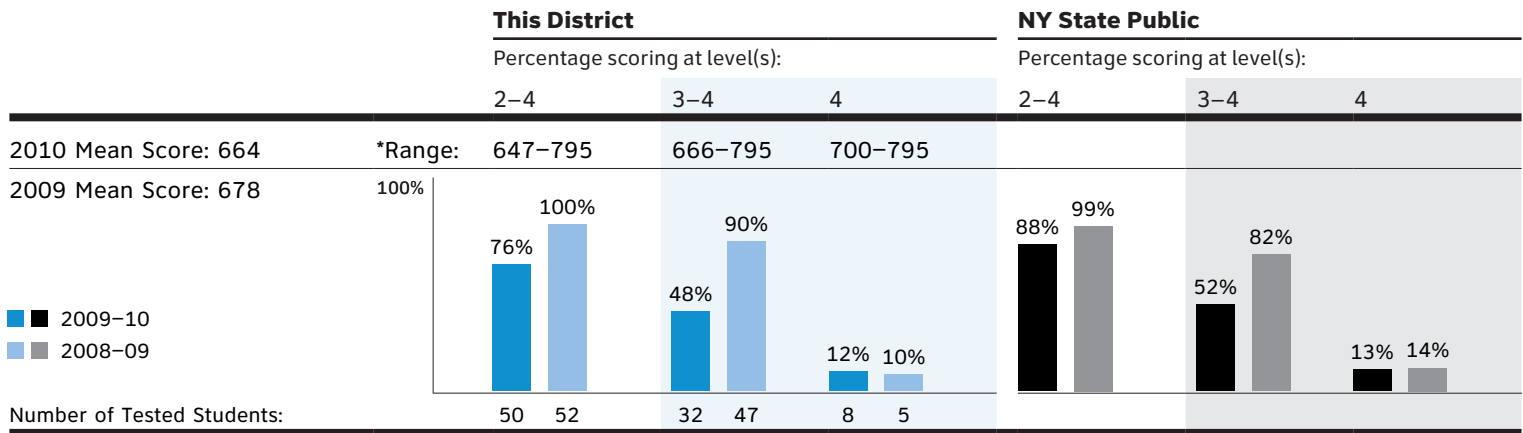 This District NY State Public
Percentage scoring at level(s): Percentage scoring at level(s):
2–4 3–4 4 2–4 3–4 4
2010 Mean Score: 664 *Range: 647–795 666–795 700–795
2009 Mean Score: 678 100%
100% 90% 99%
76% 88% 82%
48% 52%
12% 10% 13% 14%
2009–10
2008–09
Number of Tested Students: 50 52 32 47 8 5